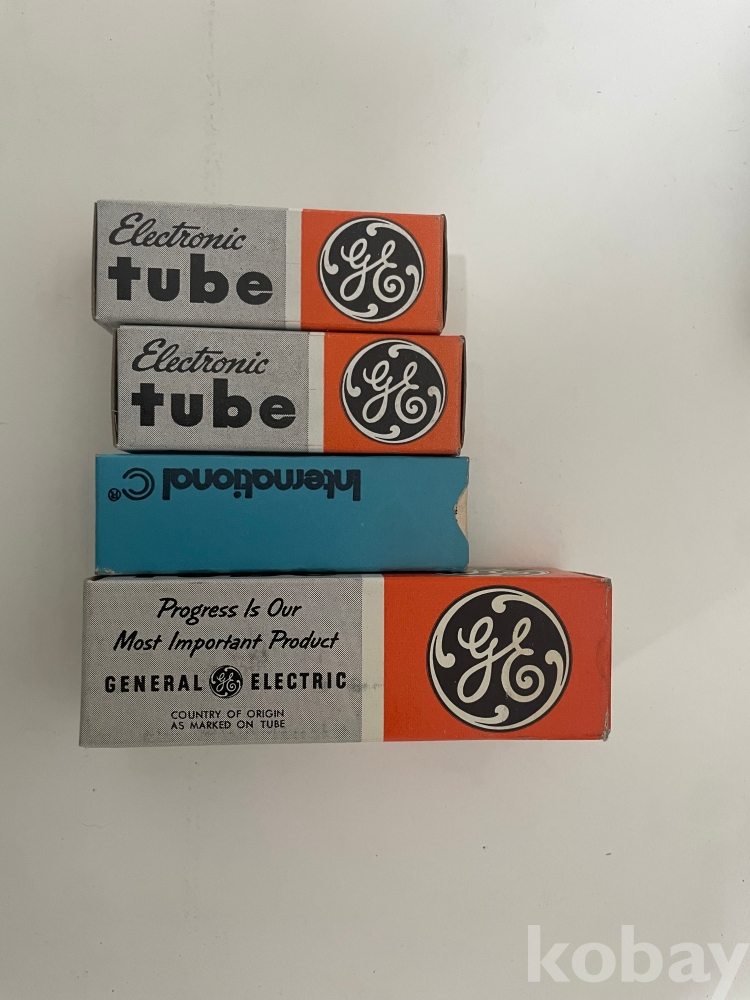 Electronic
tube
GE
Electronic
tube
GE
International C®
Progress Is Our
Most Important Product
GENERAL GE ELECTRIC
COUNTRY OF ORIGIN
AS MARKED ON TUBE
GE
kobay